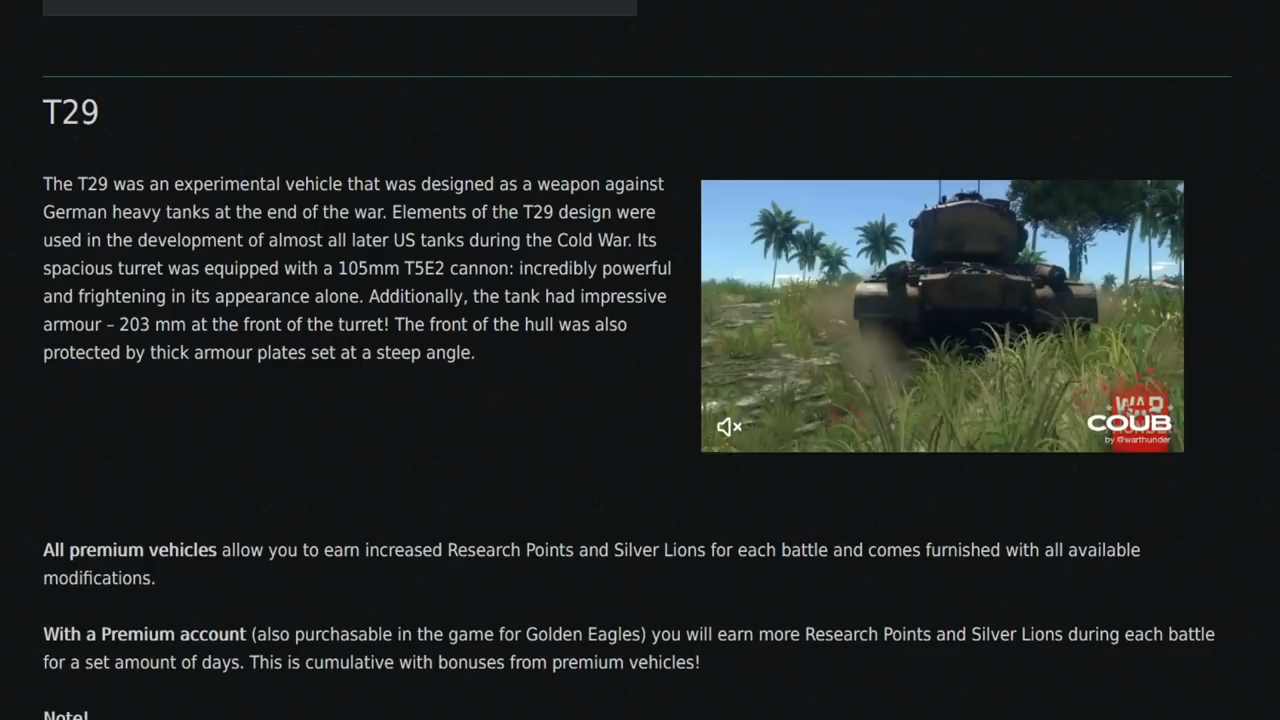 T29
The T29 was an experimental vehicle that was designed as a weapon against
German heavy tanks at the end of the war. Elements of the T29 design were
used in the development of almost all later US tanks during the Cold War. Its
spacious turret was equipped with a 105mm T5E2 cannon: incredibly powerful
and frightening in its appearance alone. Additionally, the tank had impressive
armour – 203 mm at the front of the turret! The front of the hull was also
protected by thick armour plates set at a steep angle.
WAR
COUB
by @warthunder
All premium vehicles allow you to earn increased Research Points and Silver Lions for each battle and comes furnished with all available
modifications.
With a Premium account (also purchasable in the game for Golden Eagles) you will earn more Research Points and Silver Lions during each battle
for a set amount of days. This is cumulative with bonuses from premium vehicles!
Note!